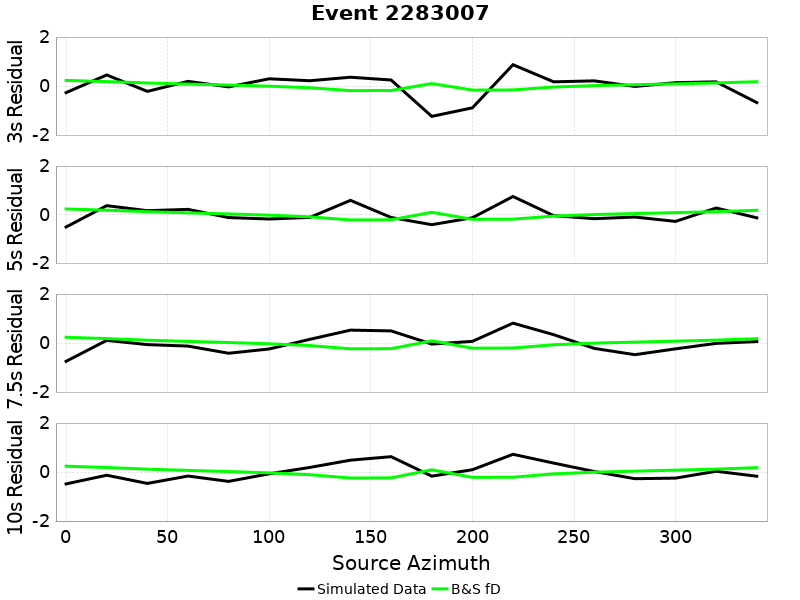 Event 2283007
3s Residual
2
0
-2
5s Residual
2
0
-2
7.5s Residual
2
0
-2
10s Residual
2
0
-2
0 50 100 150 200 250 300
Source Azimuth
Simulated Data B&S fD